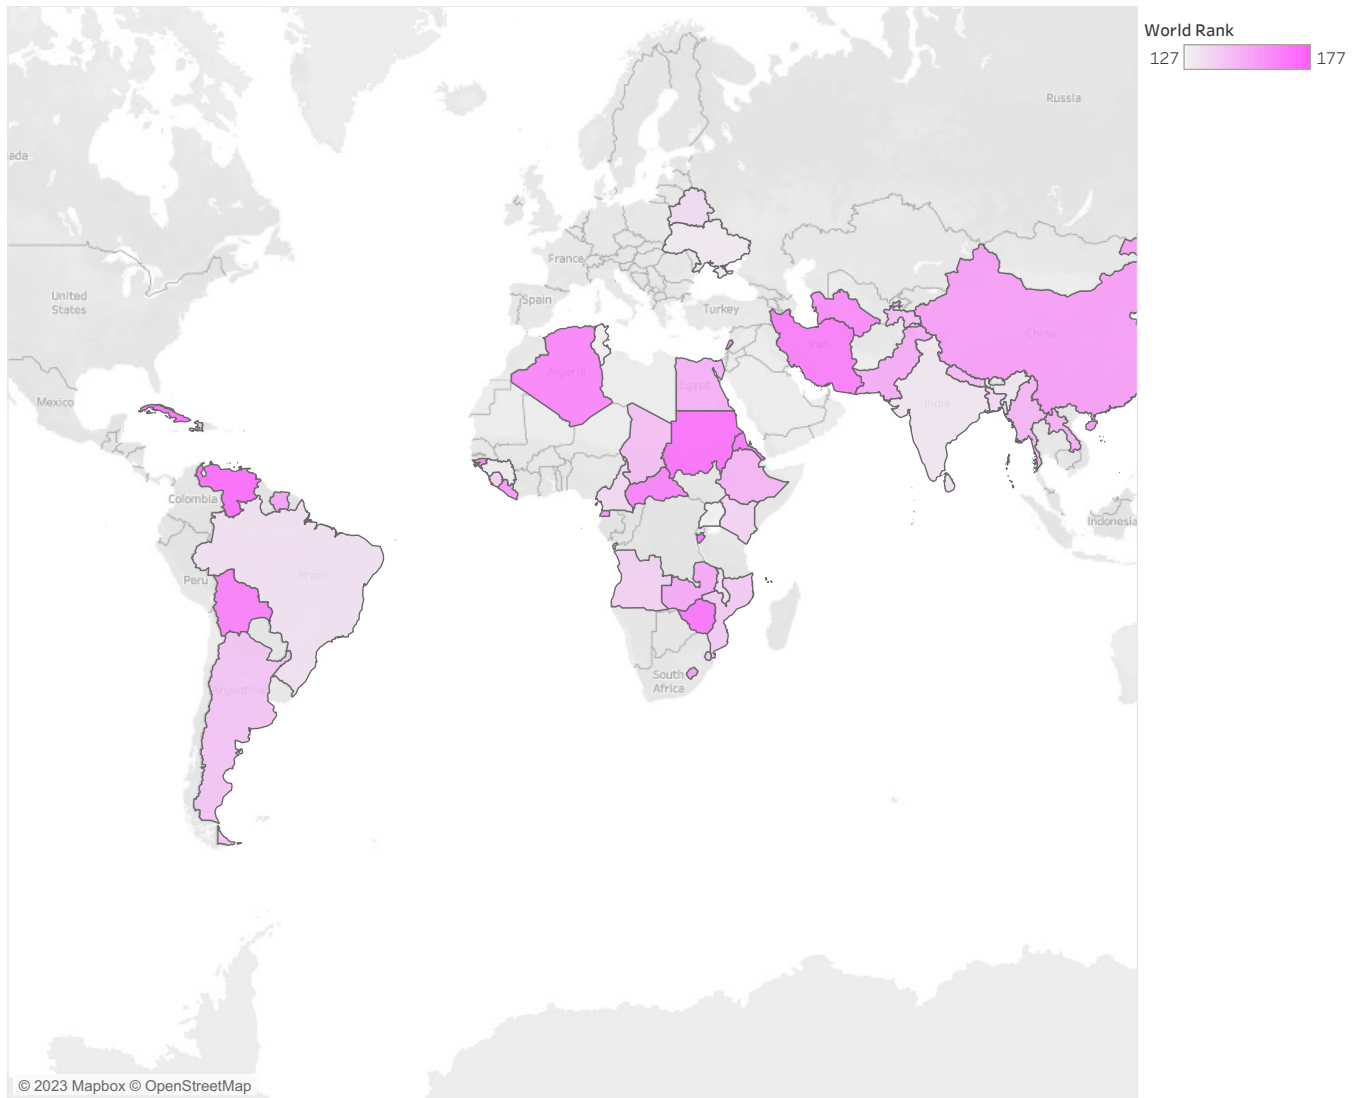 World Rank
127
177
Russia
ada
France
United
States
Spain
Turkey
China
Iran
Algeria
Egypt
Mexico
India
Colombia
Indonesia
Peru
Brazil
South
Africa
Argentina
© 2023 Mapbox © OpenStreetMap